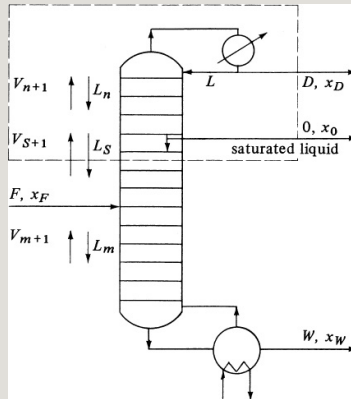 V_{n+1}
L_n
L
D, x_D
V_{S+1}
L_S
0, x_0
saturated liquid
F, x_F
V_{m+1}
L_m
W, x_W